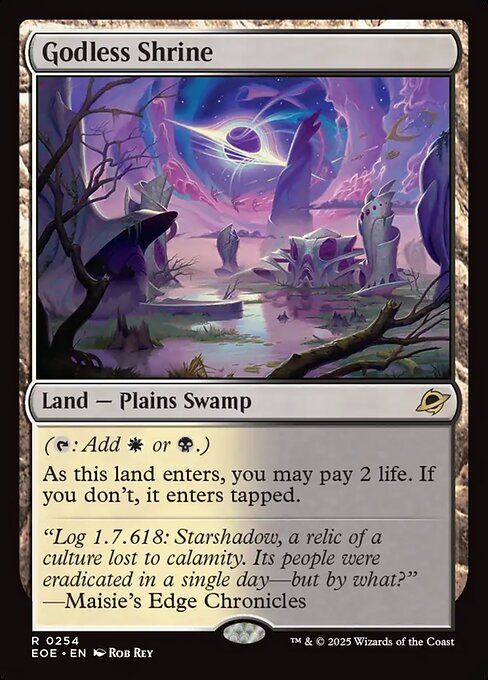 Godless Shrine
Land — Plains Swamp
(: Add or .)
As this land enters, you may pay 2 life. If
you don’t, it enters tapped.
“Log 1.7.618: Starshadow, a relic of a
culture lost to calamity. Its people were
eradicated in a single day—but by what?”
—Maisie’s Edge Chronicles
R 0254
EOE • EN Rob Rey
™ & © 2025 Wizards of the Coast